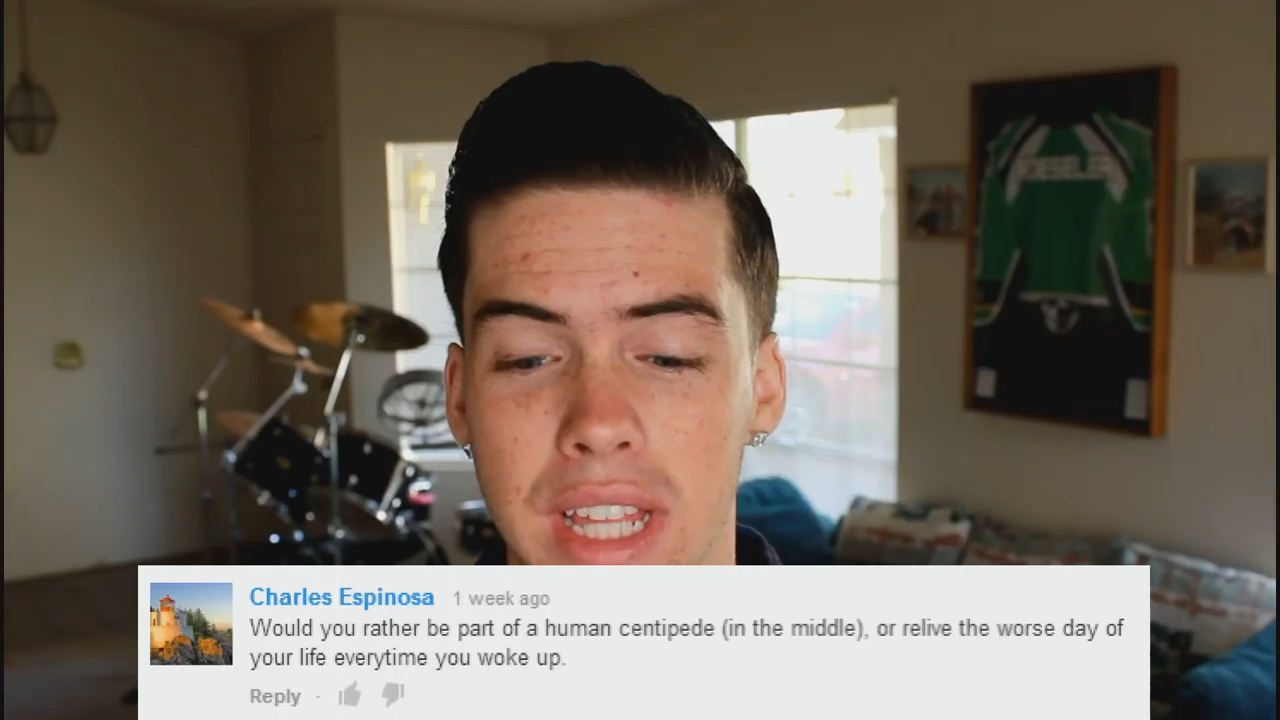 Charles Espinosa 1 week ago
Would you rather be part of a human centipede (in the middle), or relive the worse day of
your life everytime you woke up.
Reply ·